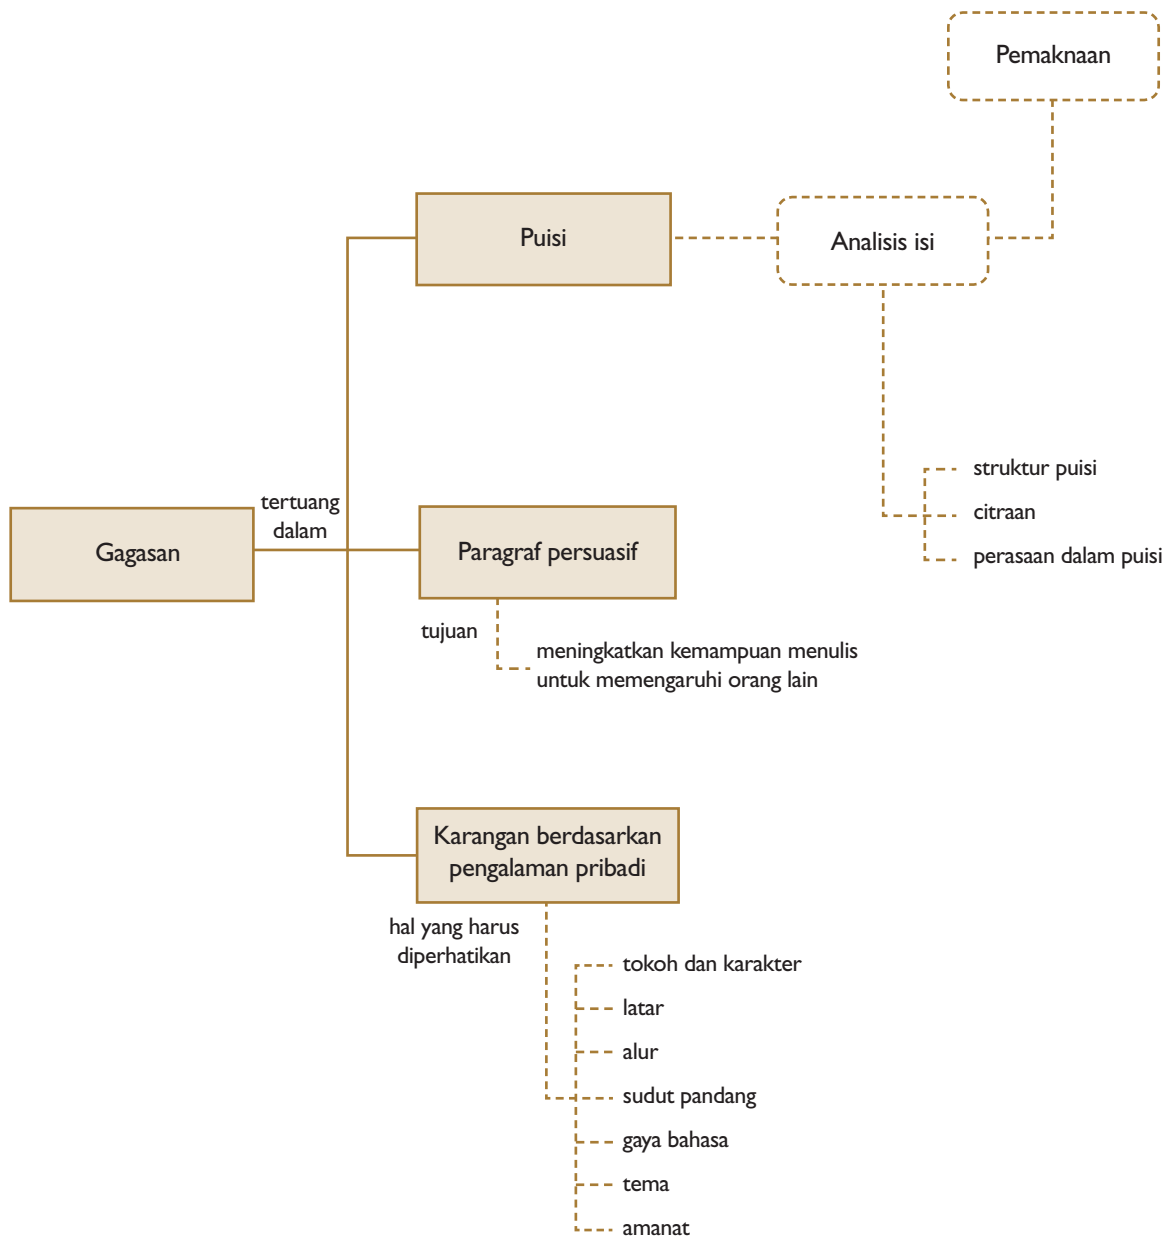 Pemaknaan
Puisi
Analisis isi
struktur puisi
citraan
perasaan dalam puisi
tertuang
dalam
Gagasan
Paragraf persuasif
tujuan
meningkatkan kemampuan menulis
untuk memengaruhi orang lain
Karangan berdasarkan
pengalaman pribadi
hal yang harus
diperhatikan
tokoh dan karakter
latar
alur
sudut pandang
gaya bahasa
tema
amanat